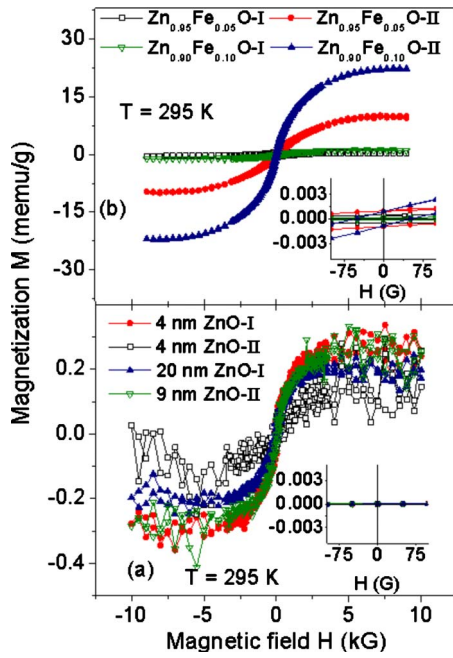 Zn0.95Fe0.05O-I Zn0.95Fe0.05O-II
Zn0.90Fe0.10O-I Zn0.90Fe0.10O-II
30
15
0
-15
-30
T = 295 K
(b)
0.003
0.000
-0.003
-75 0 75
H (G)
Magnetization M (memu/g)
4 nm ZnO-I
4 nm ZnO-II
20 nm ZnO-I
9 nm ZnO-II
0.2
0.0
-0.2
-0.4
0.003
0.000
-0.003
-75 0 75
H (G)
(a)
T = 295 K
-10 -5 0 5 10
Magnetic field H (kG)